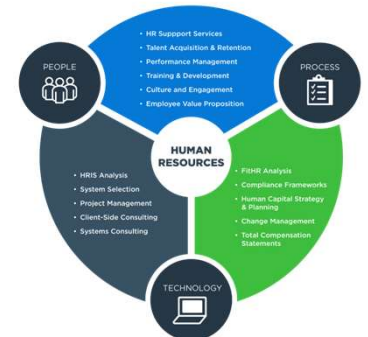 • HR Suppport Services
• Talent Acquisition & Retention
• Performance Management
• Training & Development
• Culture and Engagement
• Employee Value Proposition
PEOPLE
PROCESS
HUMAN
RESOURCES
• HRIS Analysis
• System Selection
• Project Management
• Client-Side Consulting
• Systems Consulting
• FitHR Analysis
• Compliance Frameworks
• Human Capital Strategy
& Planning
• Change Management
• Total Compensation
Statements
TECHNOLOGY